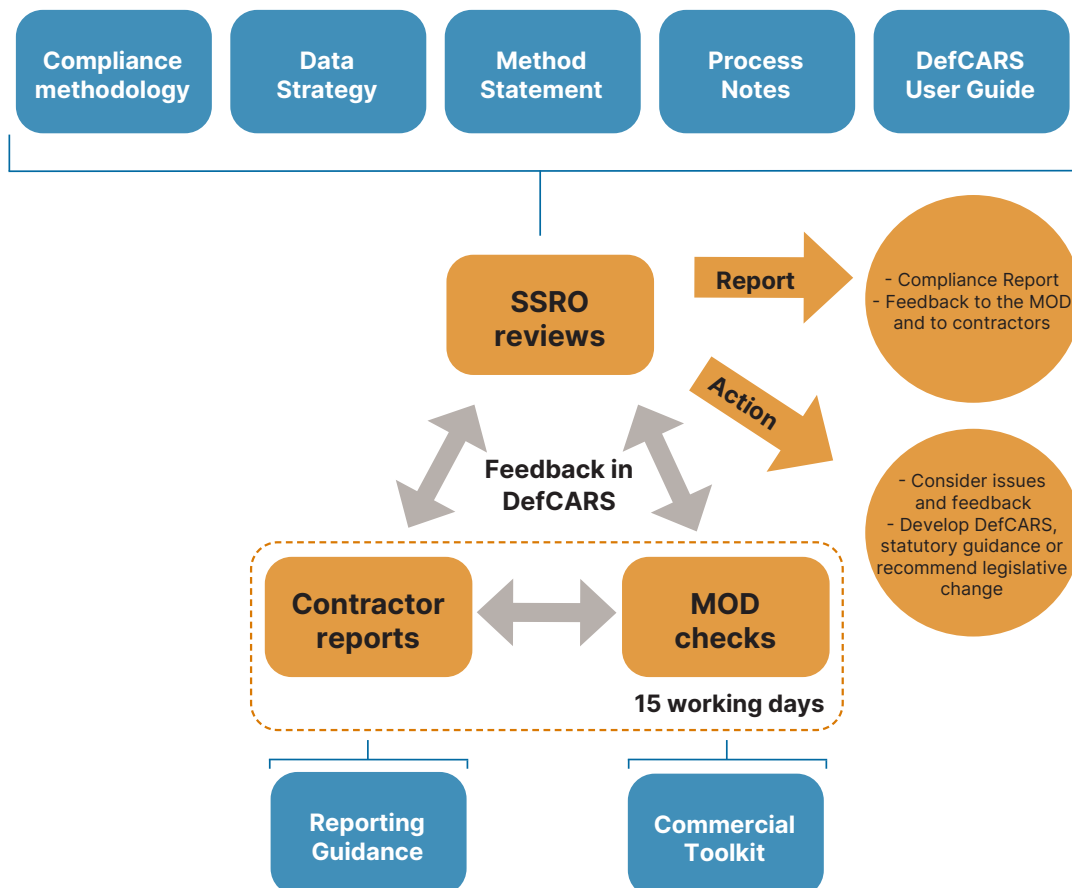 Compliance
methodology
Data
Strategy
Method
Statement
Process
Notes
DefCARS
User Guide
SSRO
reviews
Report
- Compliance Report
- Feedback to the MOD
and to contractors
Action
- Consider issues
and feedback
- Develop DefCARS,
statutory guidance or
recommend legislative
change
Feedback in
DefCARS
Contractor
reports
MOD
checks
15 working days
Reporting
Guidance
Commercial
Toolkit